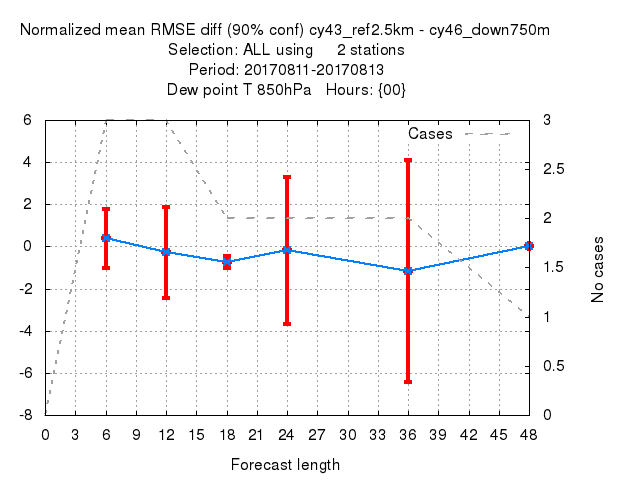 Normalized mean RMSE diff (90% conf) cy43_ref2.5km - cy46_down750m
Selection: ALL using 2 stations
Period: 20170811-20170813
Dew point T 850hPa Hours: {00}
Cases
6
4
2
0
-2
-4
-6
-8
3
2.5
2
1.5
1
0.5
0
No cases
0 3 6 9 12 15 18 21 24 27 30 33 36 39 42 45 48
Forecast length